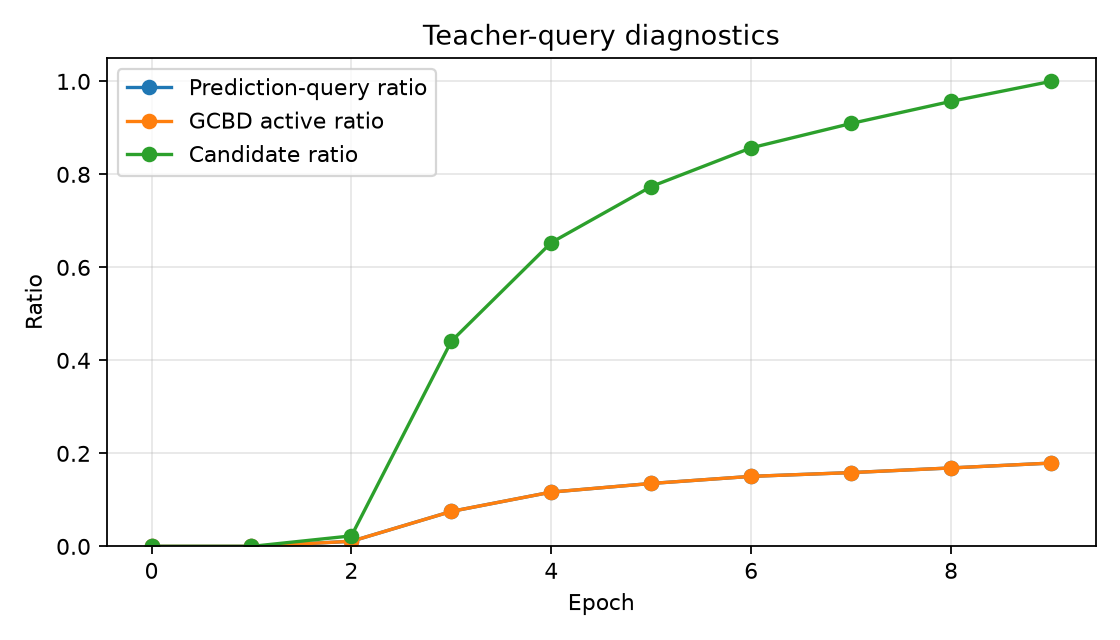 Teacher-query diagnostics
Prediction-query ratio
GCBD active ratio
Candidate ratio
1.0
0.8
0.6
0.4
0.2
0.0
Ratio
0 2 4 6 8
Epoch